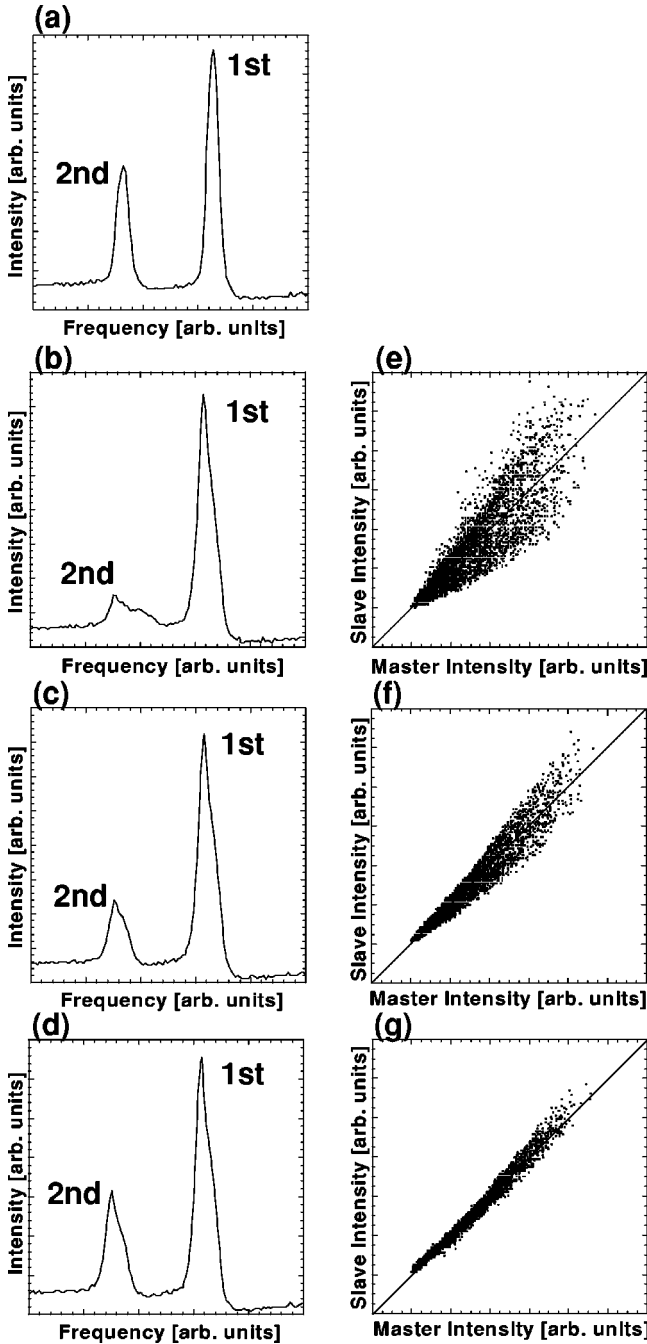 (a)
1st
2nd
Intensity [arb. units]
Frequency [arb. units]
(b)
1st
2nd
Intensity [arb. units]
Frequency [arb. units]
(e)
Slave Intensity [arb. units]
Master Intensity [arb. units]
(c)
1st
2nd
Intensity [arb. units]
Frequency [arb. units]
(f)
Slave Intensity [arb. units]
Master Intensity [arb. units]
(d)
1st
2nd
Intensity [arb. units]
Frequency [arb. units]
(g)
Slave Intensity [arb. units]
Master Intensity [arb. units]